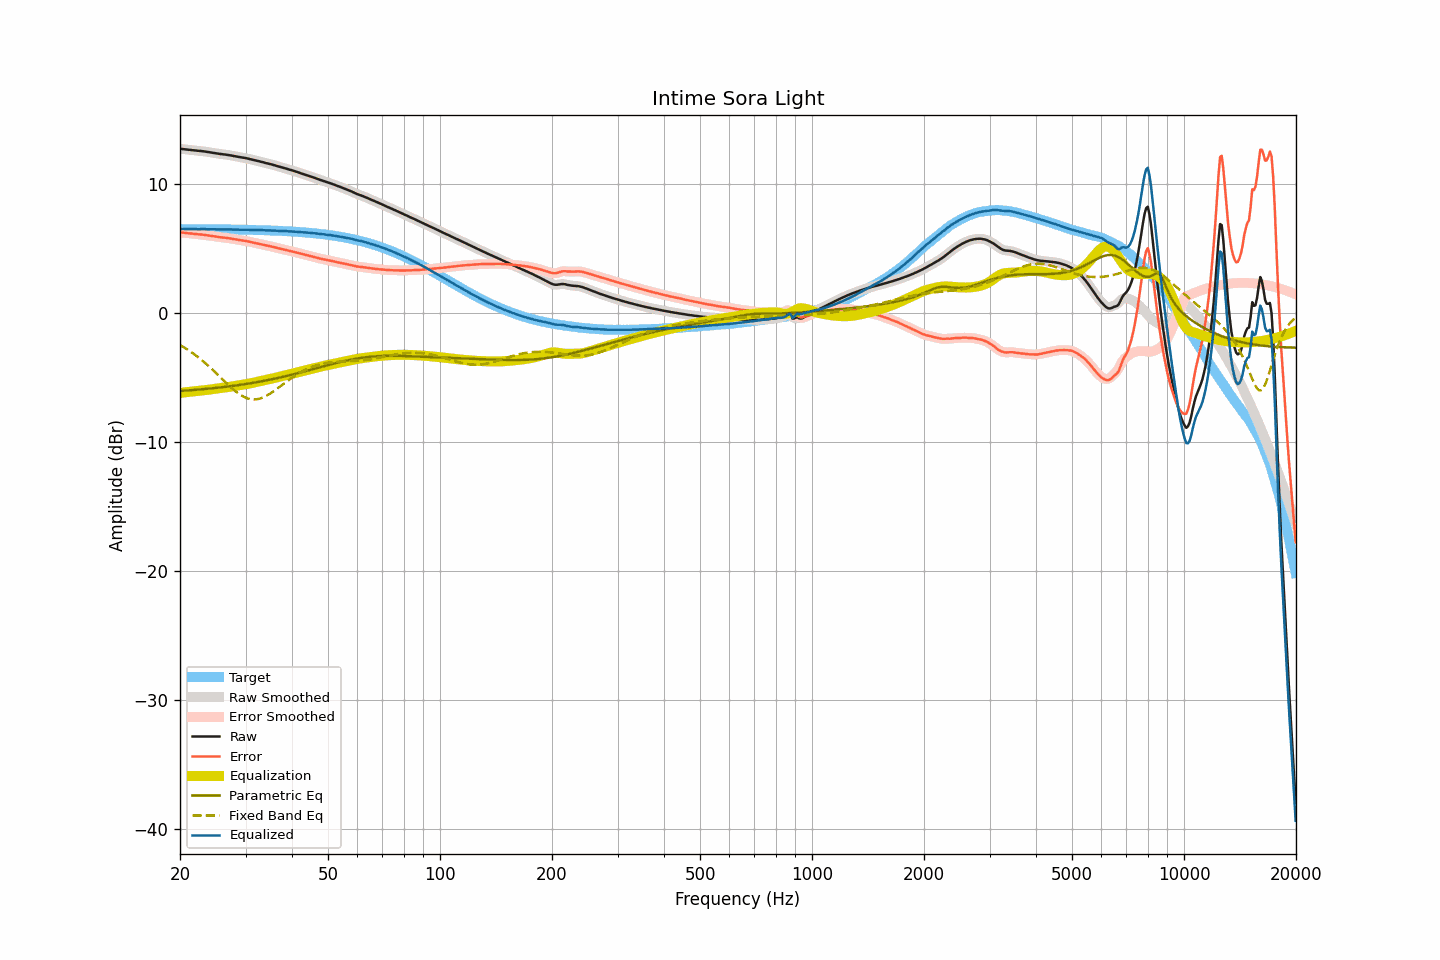 Intime Sora Light
Amplitude (dBr)
10
0
−10
−20
−30
−40
Target
Raw Smoothed
Error Smoothed
Raw
Error
Equalization
Parametric Eq
Fixed Band Eq
Equalized
20 50 100 200 500 1000 2000 5000 10000 20000
Frequency (Hz)